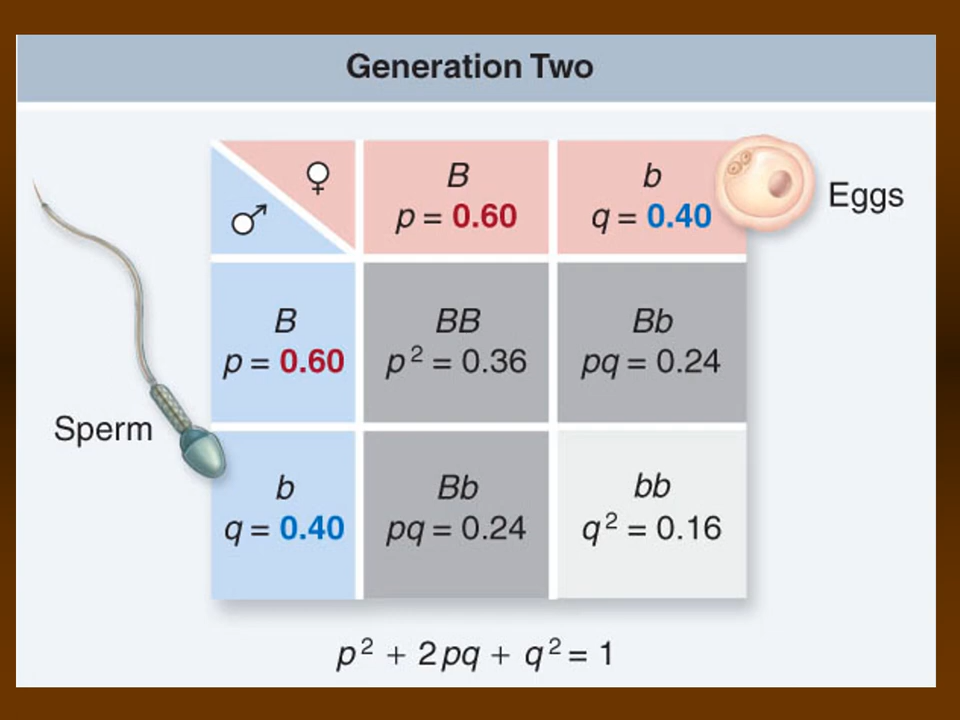 Generation Two
♀
♂
B
p = 0.60
b
q = 0.40
Eggs
B
p = 0.60
BB
p² = 0.36
Bb
pq = 0.24
Sperm
b
q = 0.40
Bb
pq = 0.24
bb
q² = 0.16
p² + 2pq + q² = 1